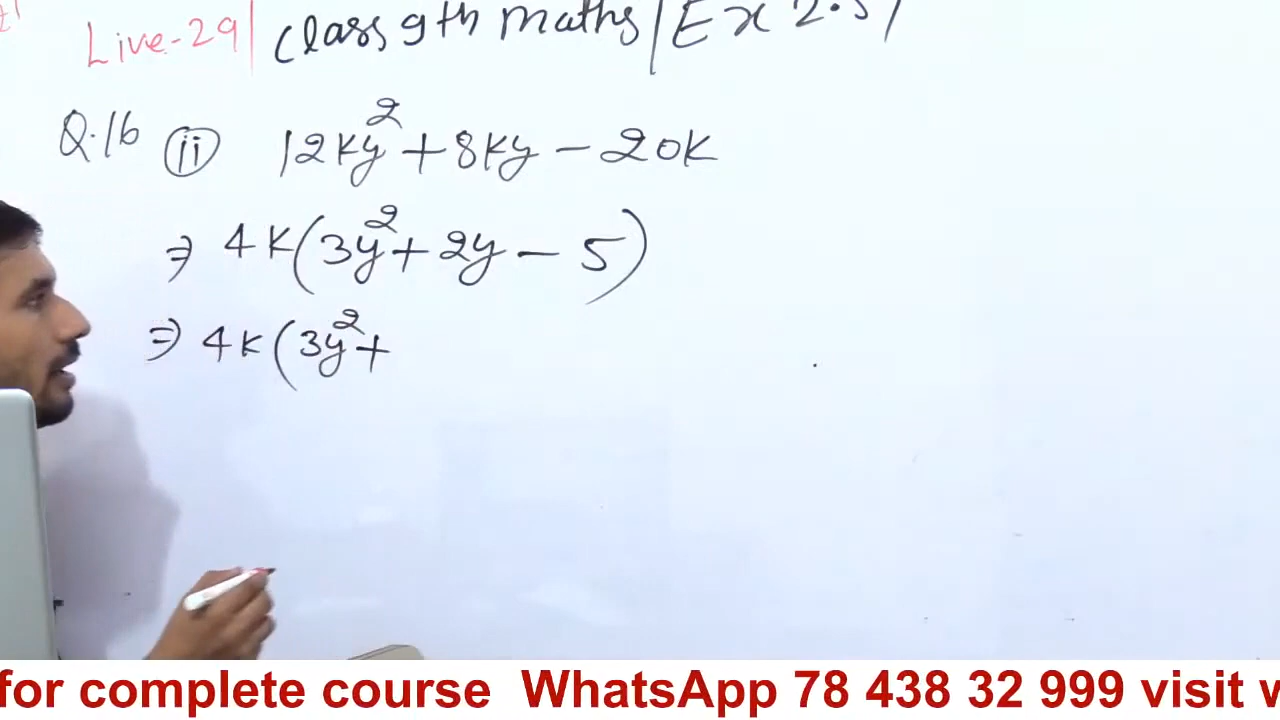 Live-29| Class 9th maths | Ex 2.5
Q.16 (ii) 12ky² + 8ky - 20k
⇒ 4k(3y² + 2y - 5)
⇒ 4k(3y² +
for complete course WhatsApp 78 438 32 999 visit